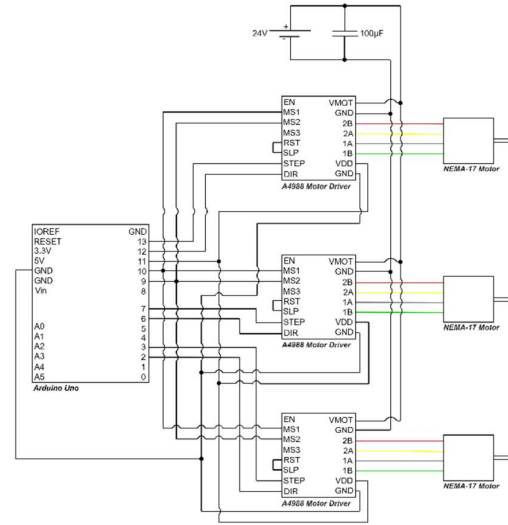 24V
+
-
100µF
EN VMOT
MS1 GND
MS2 2B
MS3 2A
RST 1A
SLP 1B
STEP VDD
DIR GND
A4988 Motor Driver
NEMA-17 Motor
IOREF GND
RESET 13
3.3V 12
5V 11
GND 10
GND 9
Vin 8
7
6
A0 5
A1 4
A2 3
A3 2
A4 1
A5 0
Arduino Uno
EN VMOT
MS1 GND
MS2 2B
MS3 2A
RST 1A
SLP 1B
STEP VDD
DIR GND
A4988 Motor Driver
NEMA-17 Motor
EN VMOT
MS1 GND
MS2 2B
MS3 2A
RST 1A
SLP 1B
STEP VDD
DIR GND
A4988 Motor Driver
NEMA-17 Motor